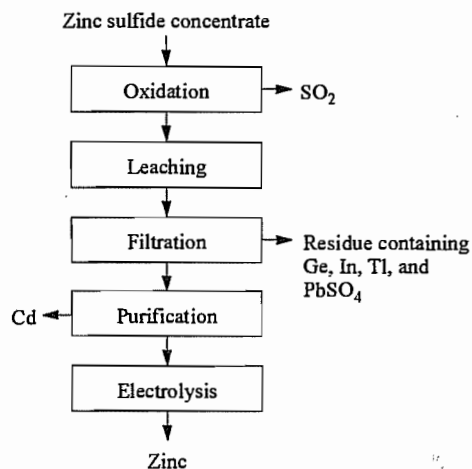 Zinc sulfide concentrate
Oxidation
SO2
Leaching
Filtration
Residue containing
Ge, In, Tl, and
PbSO4
Cd
Purification
Electrolysis
Zinc